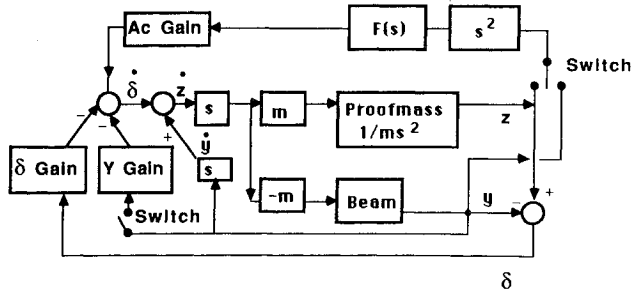 Ac Gain
F(s)
s²
Switch
δ̇
ż
s
m
Proofmass
1/ms²
z
-
-
+
ẏ
s
δ Gain
Y Gain
-m
Beam
y
-
+
Switch
δ